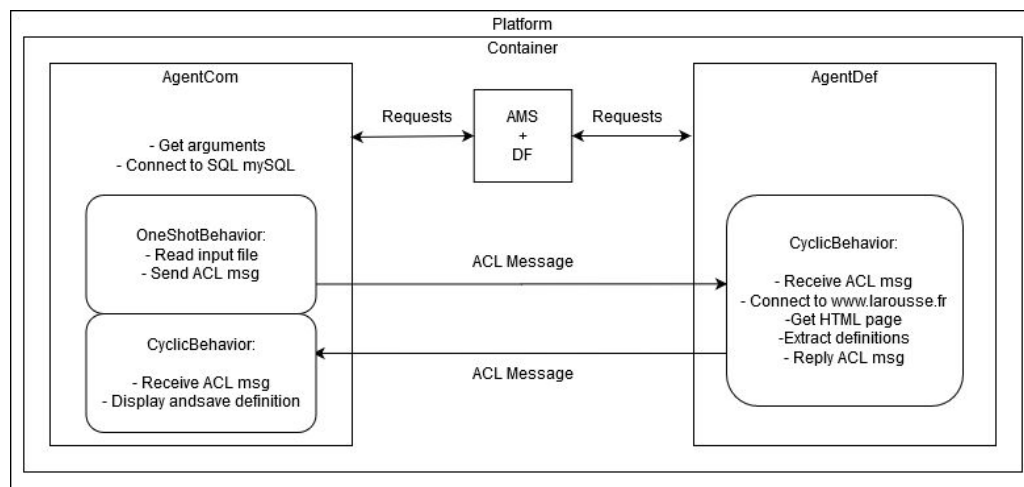 Platform
Container
AgentCom
- Get arguments
- Connect to SQL mySQL
OneShotBehavior:
- Read input file
- Send ACL msg
CyclicBehavior:
- Receive ACL msg
- Display andsave definition
Requests
AMS
+
DF
Requests
ACL Message
ACL Message
AgentDef
CyclicBehavior:
- Receive ACL msg
- Connect to www.larousse.fr
-Get HTML page
-Extract definitions
- Reply ACL msg